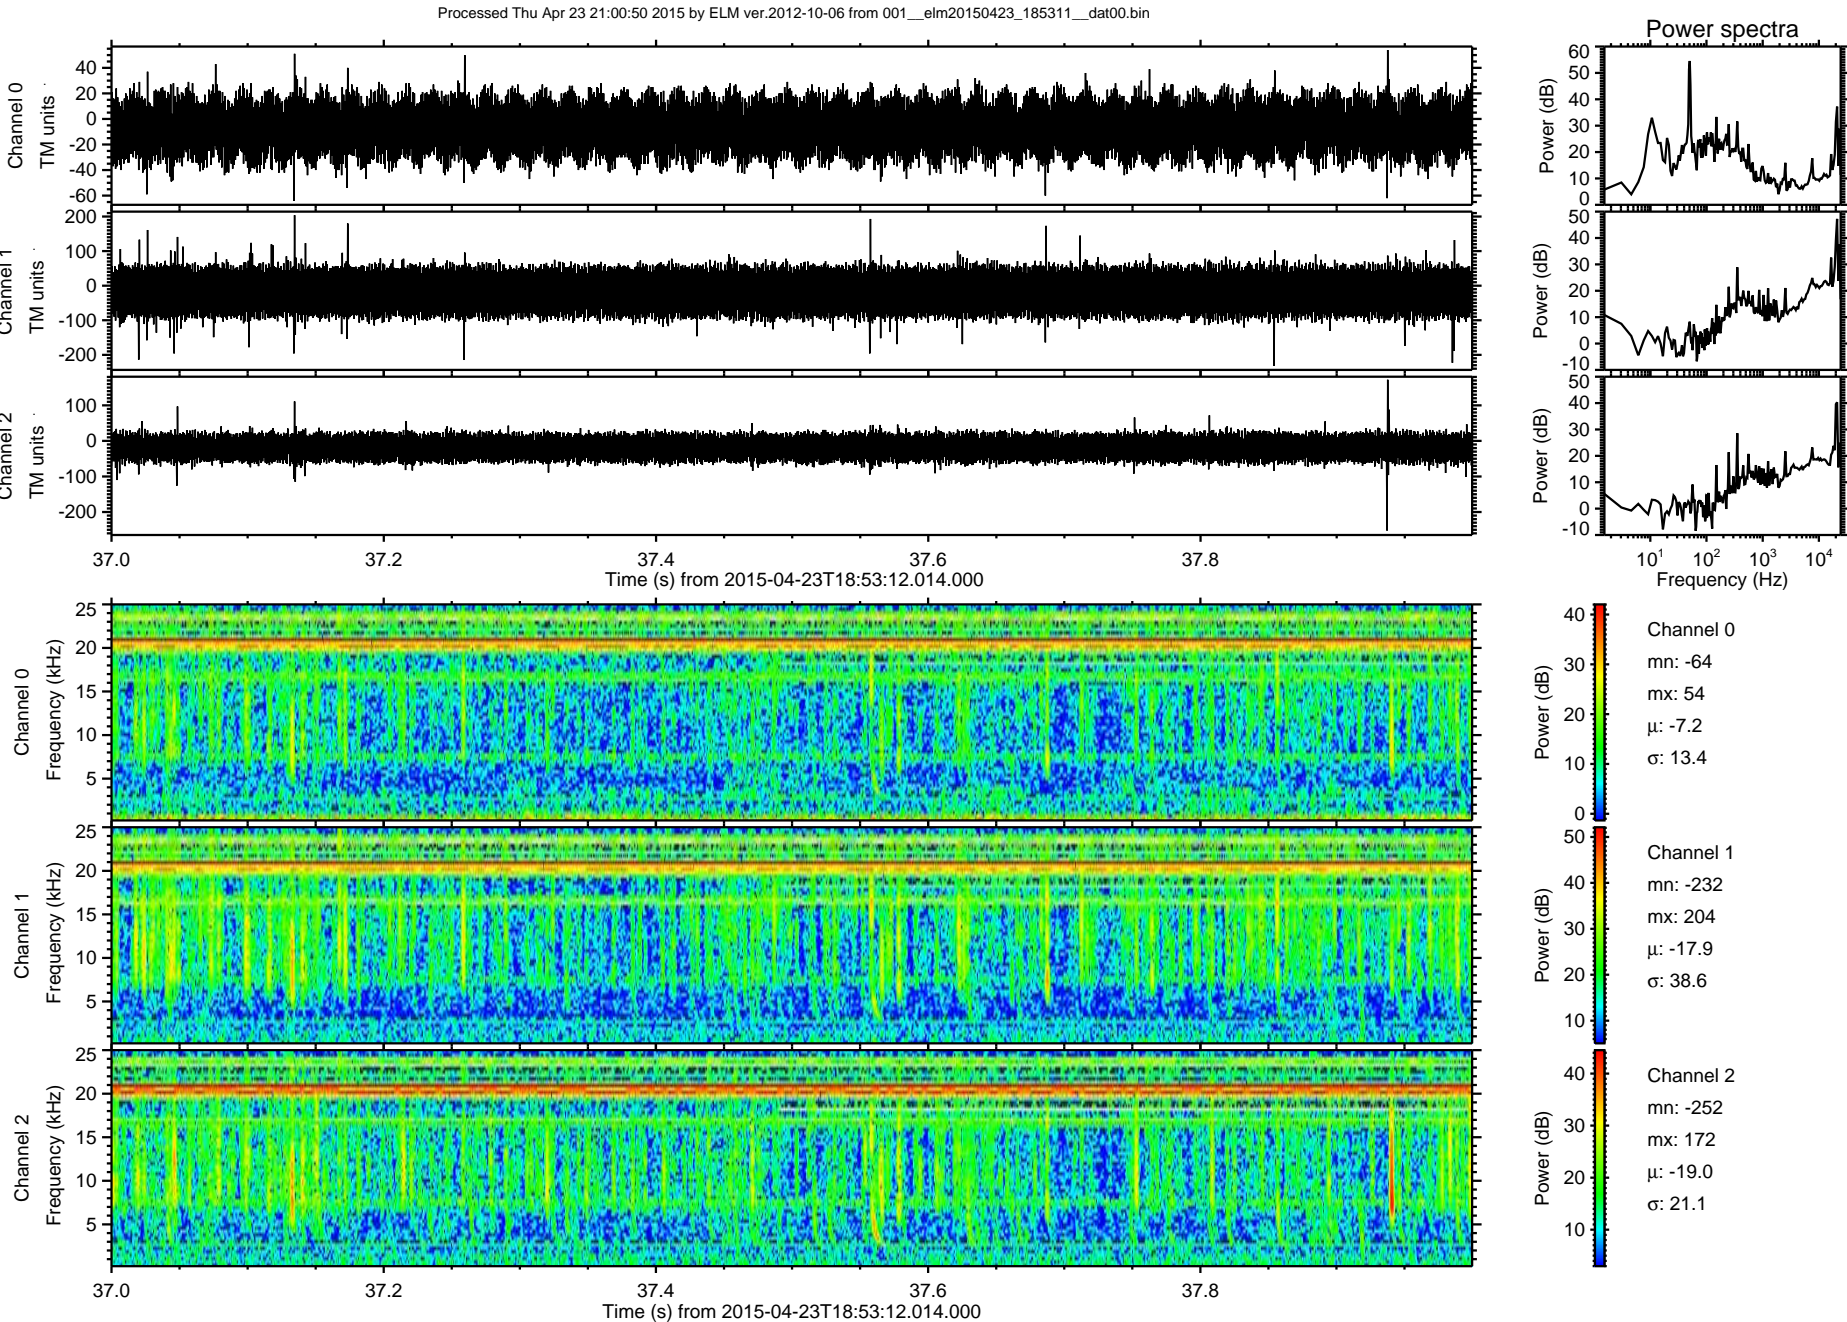 Processed Thu Apr 23 21:00:50 2015 by ELM ver.2012-10-06 from 001__elm20150423_185311__dat00.bin
Power spectra
Channel 0
TM units
40
20
0
-20
-40
-60
Power (dB)
60
50
40
30
20
10
0
Channel 1
TM units
200
100
0
-100
-200
Power (dB)
50
40
30
20
10
0
-10
Channel 2
TM units
100
0
-100
-200
Power (dB)
50
40
30
20
10
0
-10
37.0 37.2 37.4 37.6 37.8
Time (s) from 2015-04-23T18:53:12.014.000
10^1 10^2 10^3 10^4
Frequency (Hz)
Channel 0
Frequency (kHz)
25
20
15
10
5
Power (dB)
40
30
20
10
0
Channel 0
mn: -64
mx: 54
μ: -7.2
σ: 13.4
Channel 1
Frequency (kHz)
25
20
15
10
5
Power (dB)
50
40
30
20
10
Channel 1
mn: -232
mx: 204
μ: -17.9
σ: 38.6
Channel 2
Frequency (kHz)
25
20
15
10
5
Power (dB)
40
30
20
10
Channel 2
mn: -252
mx: 172
μ: -19.0
σ: 21.1
37.0 37.2 37.4 37.6 37.8
Time (s) from 2015-04-23T18:53:12.014.000